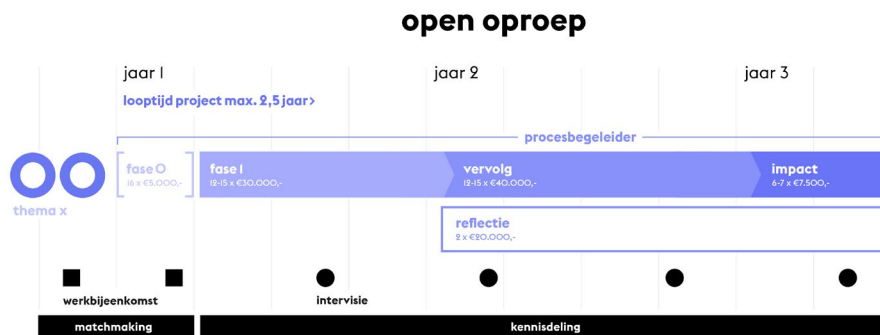 open oproep
jaar 1
jaar 2
jaar 3
looptijd project max. 2,5 jaar>
procesbegeleider
fase 0
16 x €5.000,-
fase 1
12-15 x €30.000,-
vervolg
12-15 x €40.000,-
impact
6-7 x €7.500,-
thema x
reflectie
2 x €20.000,-
werkbijeenkomst
intervisie
matchmaking
kennisdeling